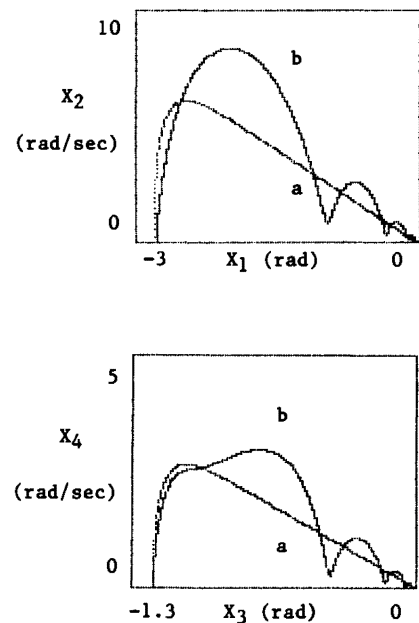 10
b
X2
(rad/sec)
a
0
-3 X1 (rad) 0
5
b
X4
(rad/sec)
a
0
-1.3 X3 (rad) 0